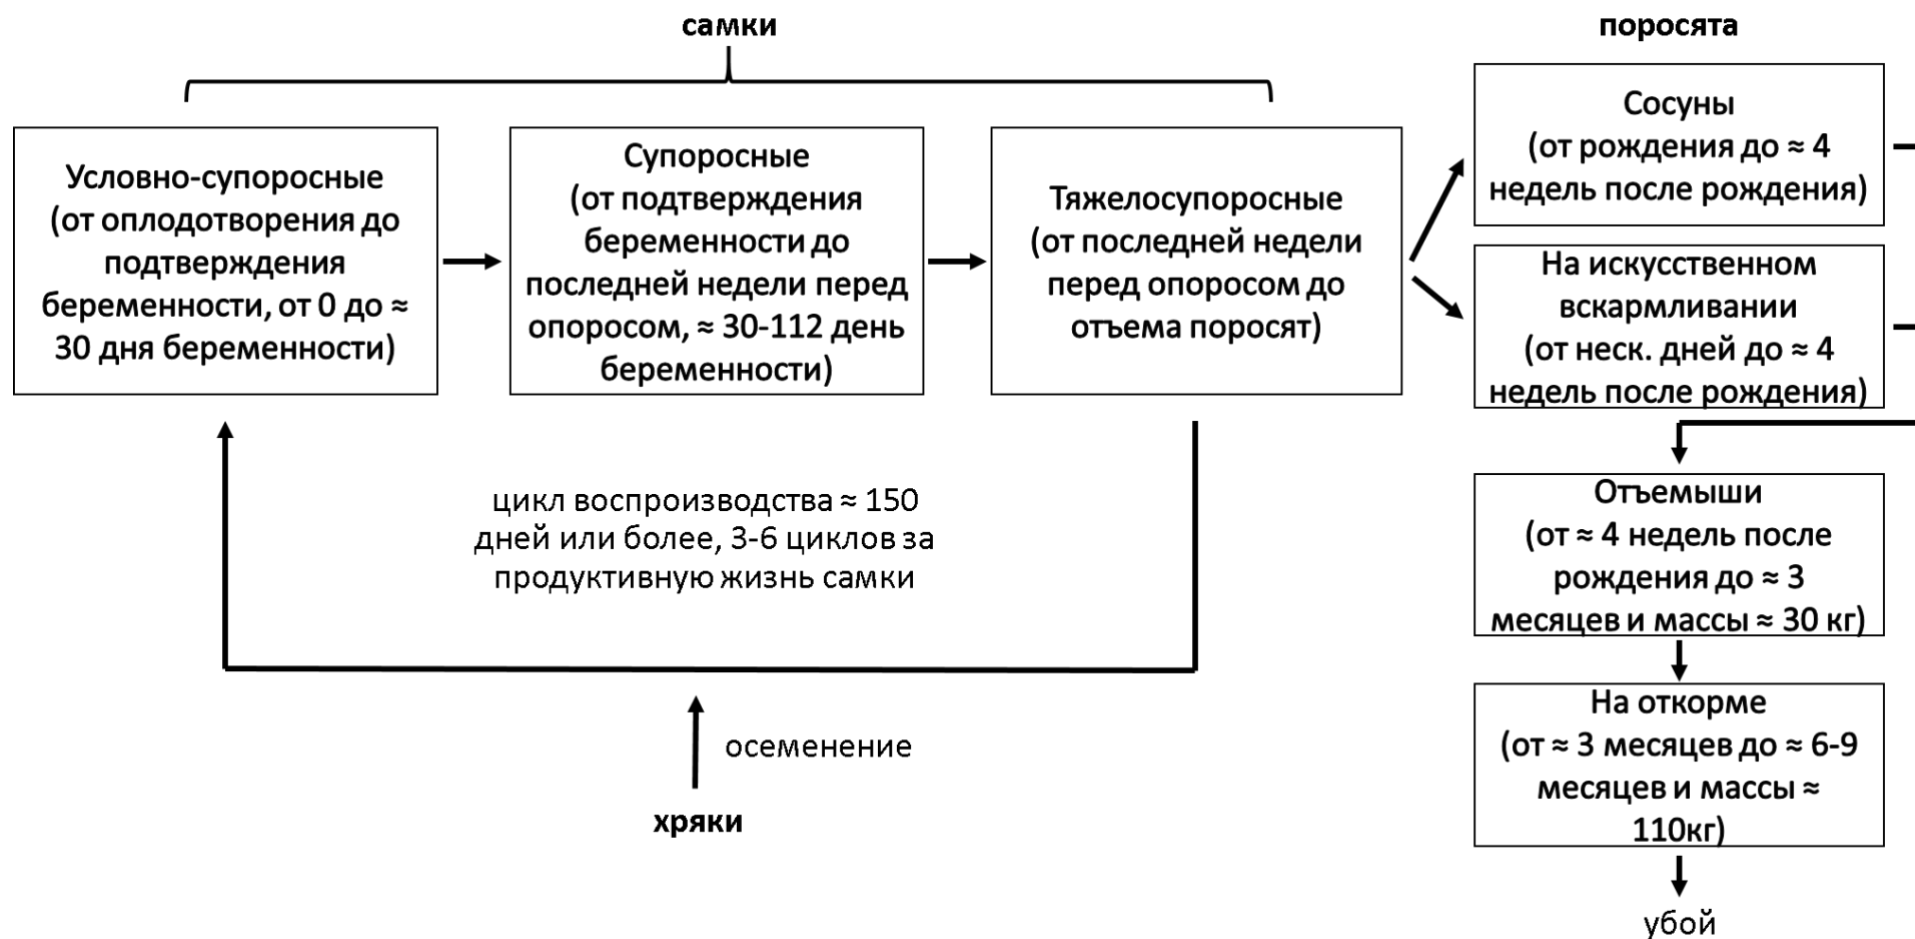 самки
Условно-супоросные
(от оплодотворения до
подтверждения
беременности, от 0 до ≈
30 дня беременности)
Супоросные
(от подтверждения
беременности до
последней недели перед
опоросом, ≈ 30-112 день
беременности)
Тяжелосупоросные
(от последней недели
перед опоросом до
отъема поросят)
цикл воспроизводства ≈ 150
дней или более, 3-6 циклов за
продуктивную жизнь самки
осеменение
хряки
поросята
Сосуны
(от рождения до ≈ 4
недель после рождения)
На искусственном
вскармливании
(от неск. дней до ≈ 4
недель после рождения)
Отъемыши
(от ≈ 4 недель после
рождения до ≈ 3
месяцев и массы ≈ 30 кг)
На откорме
(от ≈ 3 месяцев до ≈ 6-9
месяцев и массы ≈
110кг)
убой